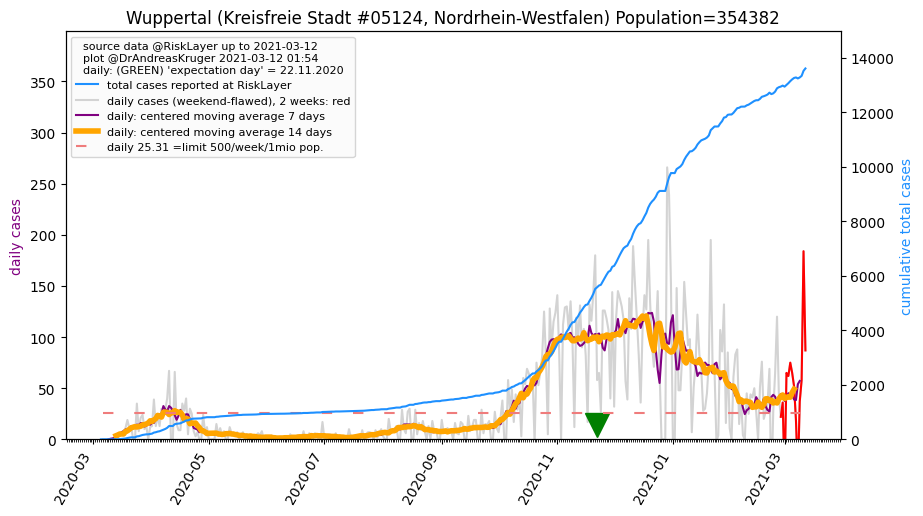 Wuppertal (Kreisfreie Stadt #05124, Nordrhein-Westfalen) Population=354382
source data @RiskLayer up to 2021-03-12
plot @DrAndreasKruger 2021-03-12 01:54
daily: (GREEN) 'expectation day' = 22.11.2020
total cases reported at RiskLayer
daily cases (weekend-flawed), 2 weeks: red
daily: centered moving average 7 days
daily: centered moving average 14 days
daily 25.31 =limit 500/week/1mio pop.
daily cases
350
300
250
200
150
100
50
0
14000
12000
10000
8000
6000
4000
2000
0
cumulative total cases
2020-03
2020-05
2020-07
2020-09
2020-11
2021-01
2021-03